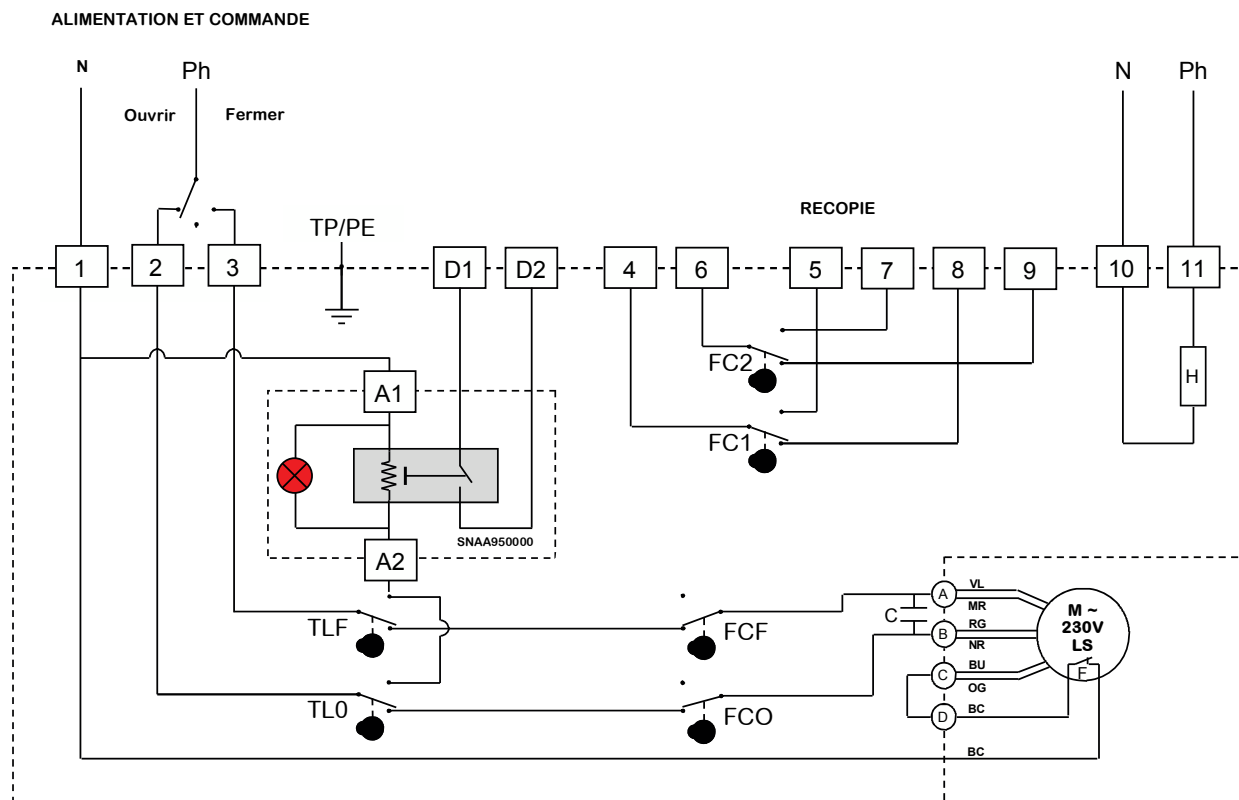 ALIMENTATION ET COMMANDE
N
Ph
N
Ph
Ouvrir
Fermer
RECOPIE
TP/PE
1
2
3
D1
D2
4
6
5
7
8
9
10
11
FC2
H
A1
FC1
SNAA950000
A2
TLF
FCF
C
A
VL
MR
B
RG
NR
M ~
230V
LS
F
C
BU
OG
TL0
FCO
D
BC
BC